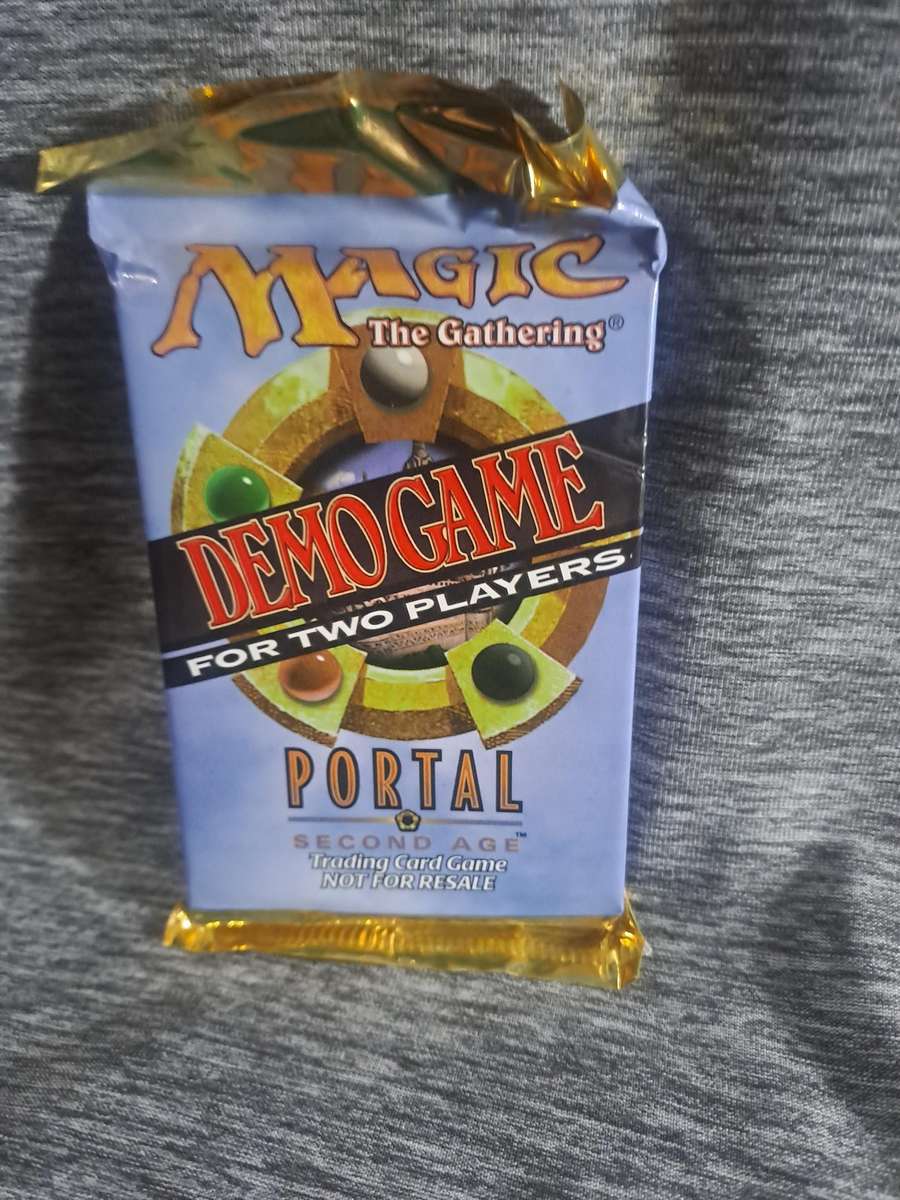 MAGIC
The Gathering®
DEMO GAME
FOR TWO PLAYERS
PORTAL
SECOND AGE™
Trading Card Game
NOT FOR RESALE